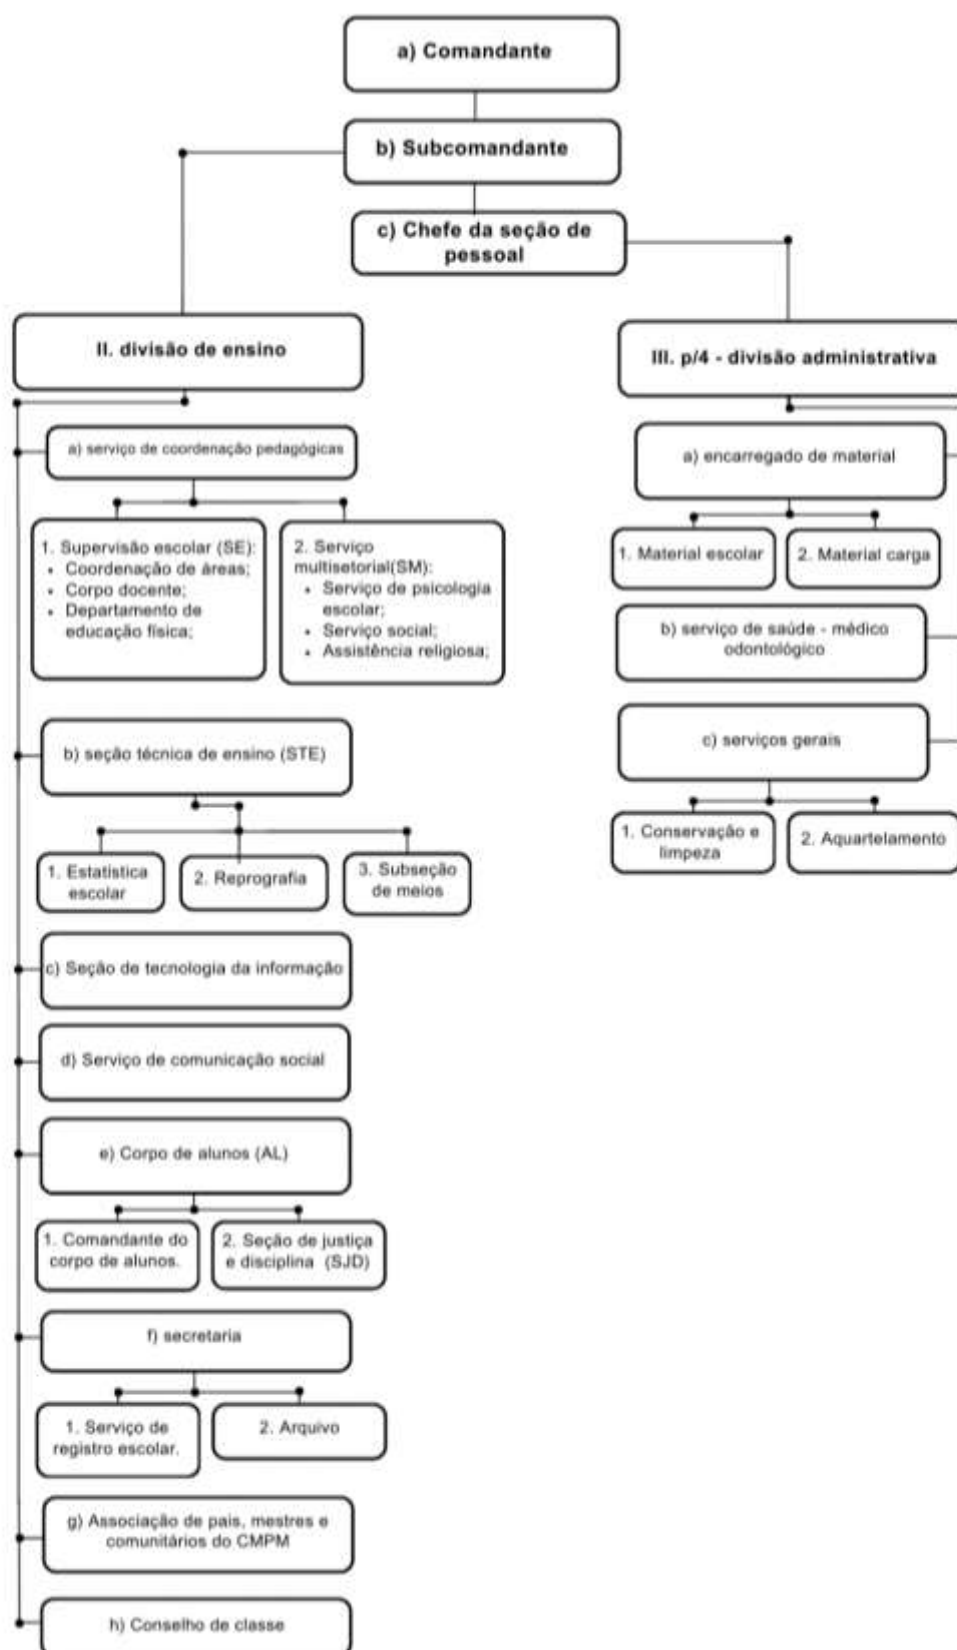 a) Comandante
b) Subcomandante
c) Chefe da seção de
pessoal
II. divisão de ensino
a) serviço de coordenação pedagógicas
1. Supervisão escolar (SE):
• Coordenação de áreas;
• Corpo docente;
• Departamento de
educação física;
2. Serviço
multisetorial(SM):
• Serviço de psicologia
escolar;
• Serviço social;
• Assistência religiosa;
b) seção técnica de ensino (STE)
1. Estatística
escolar
2. Reprografia
3. Subseção
de meios
c) Seção de tecnologia da informação
d) Serviço de comunicação social
e) Corpo de alunos (AL)
1. Comandante do
corpo de alunos.
2. Seção de justiça
e disciplina (SJD)
f) secretaria
1. Serviço de
registro escolar.
2. Arquivo
g) Associação de pais, mestres e
comunitários do CMPM
h) Conselho de classe
III. p/4 - divisão administrativa
a) encarregado de material
1. Material escolar
2. Material carga
b) serviço de saúde - médico
odontológico
c) serviços gerais
1. Conservação e
limpeza
2. Aquartelamento